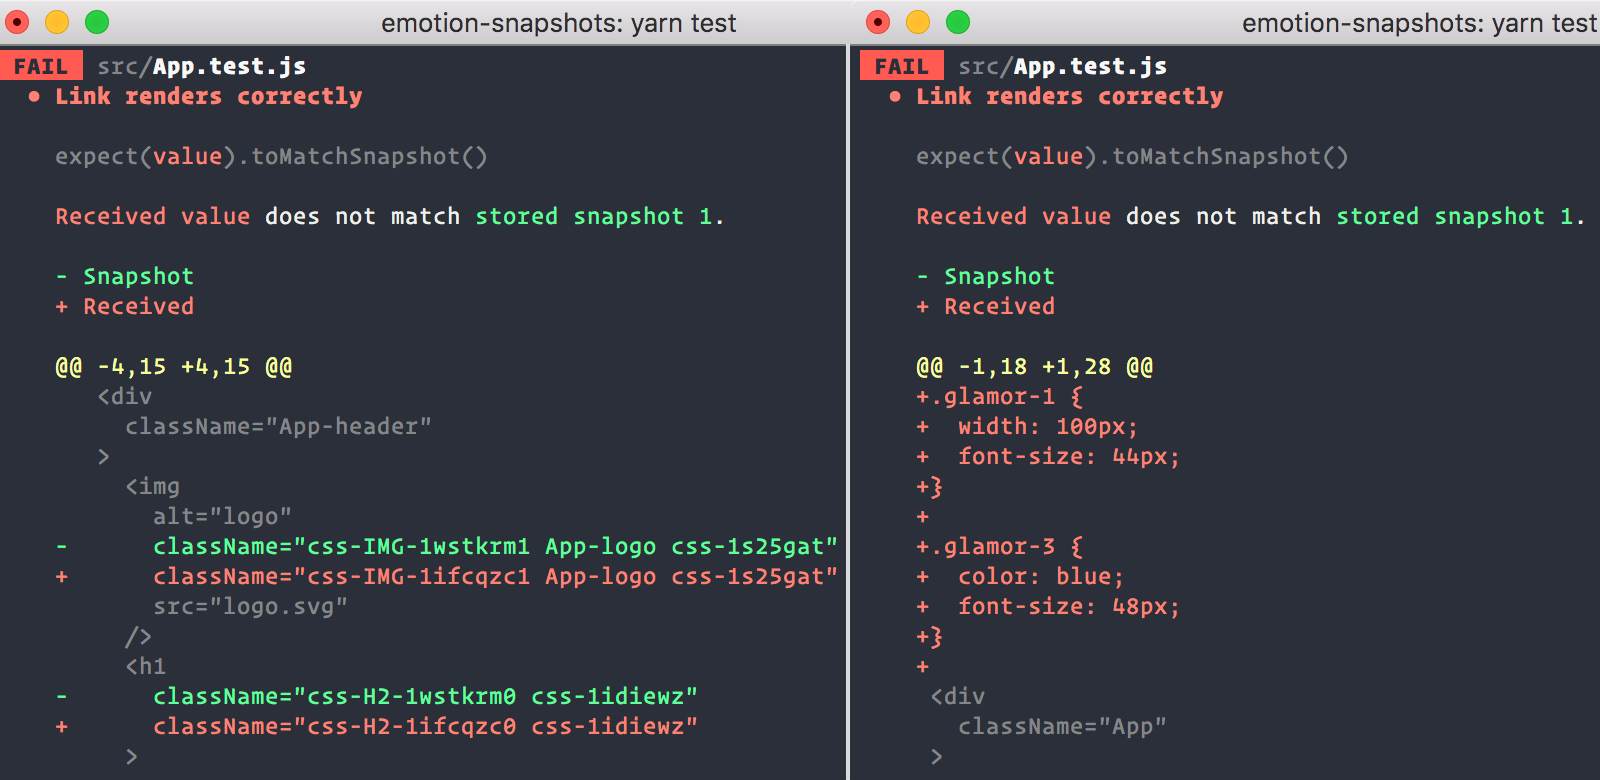 emotion-snapshots: yarn test
FAIL src/App.test.js
● Link renders correctly
expect(value).toMatchSnapshot()
Received value does not match stored snapshot 1.
- Snapshot
+ Received
@@ -4,15 +4,15 @@
<div
className="App-header"
>
<img
alt="logo"
- className="css-IMG-1wstkrm1 App-logo css-1s25gat"
+ className="css-IMG-1ifcqzc1 App-logo css-1s25gat"
src="logo.svg"
/>
<h1
- className="css-H2-1wstkrm0 css-1idiewz"
+ className="css-H2-1ifcqzc0 css-1idiewz"
>
emotion-snapshots: yarn test
FAIL src/App.test.js
● Link renders correctly
expect(value).toMatchSnapshot()
Received value does not match stored snapshot 1.
- Snapshot
+ Received
@@ -1,18 +1,28 @@
+.glamor-1 {
+  width: 100px;
+  font-size: 44px;
+}
+
+.glamor-3 {
+  color: blue;
+  font-size: 48px;
+}
+
<div
className="App"
>